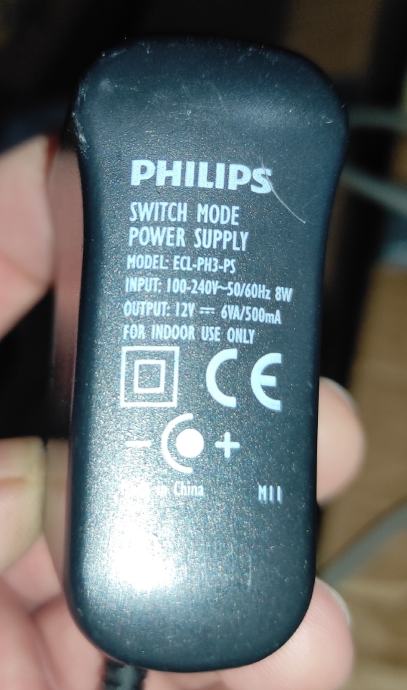 PHILIPS
SWITCH MODE
POWER SUPPLY
MODEL: ECL-PH3-PS
INPUT: 100-240V~50/60Hz 8W
OUTPUT: 12V ⎓ 6VA/500mA
FOR INDOOR USE ONLY
CE
- +
China M11